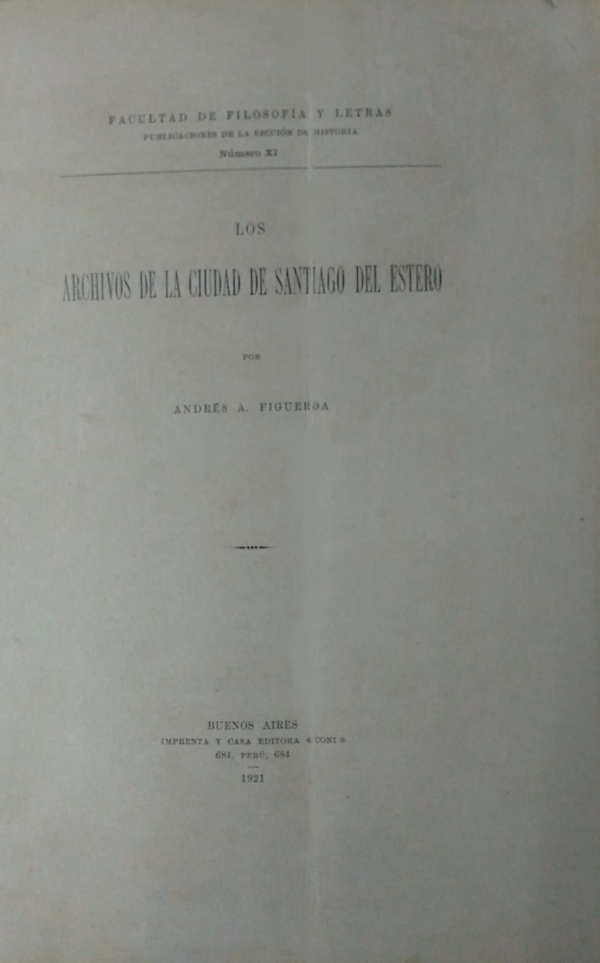 FACULTAD DE FILOSOFÍA Y LETRAS
PUBLICACIONES DE LA SECCIÓN DE HISTORIA
Número XI
LOS
ARCHIVOS DE LA CIUDAD DE SANTIAGO DEL ESTERO
POR
ANDRÉS A. FIGUEROA
BUENOS AIRES
IMPRENTA Y CASA EDITORA « CONI »
684, PERÚ, 684
1921